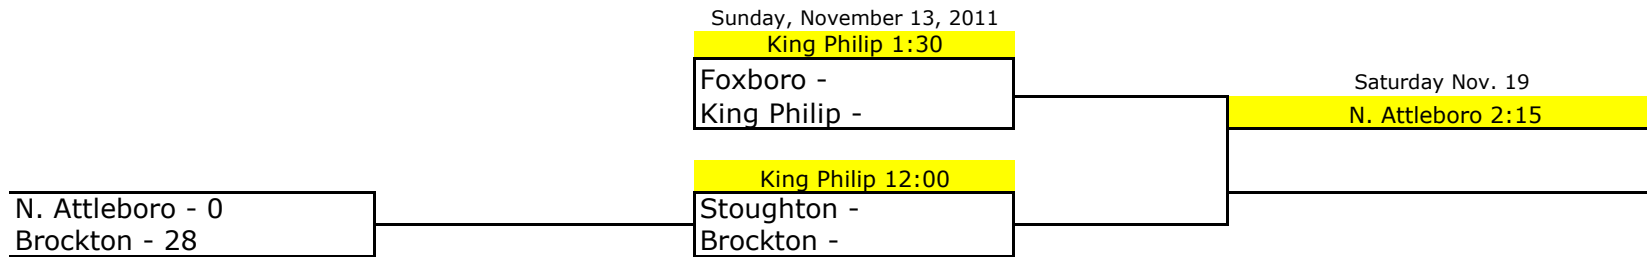 Sunday, November 13, 2011
King Philip 1:30
Foxboro -
King Philip -
Saturday Nov. 19
N. Attleboro 2:15
King Philip 12:00
N. Attleboro - 0
Brockton - 28
Stoughton -
Brockton -